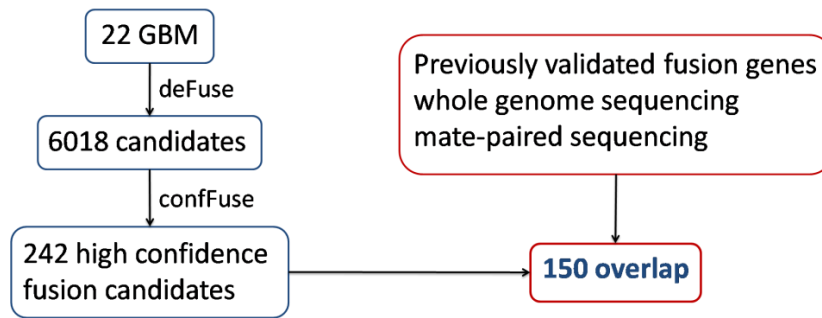 22 GBM
deFuse
6018 candidates
confFuse
242 high confidence
fusion candidates
Previously validated fusion genes
whole genome sequencing
mate-paired sequencing
150 overlap